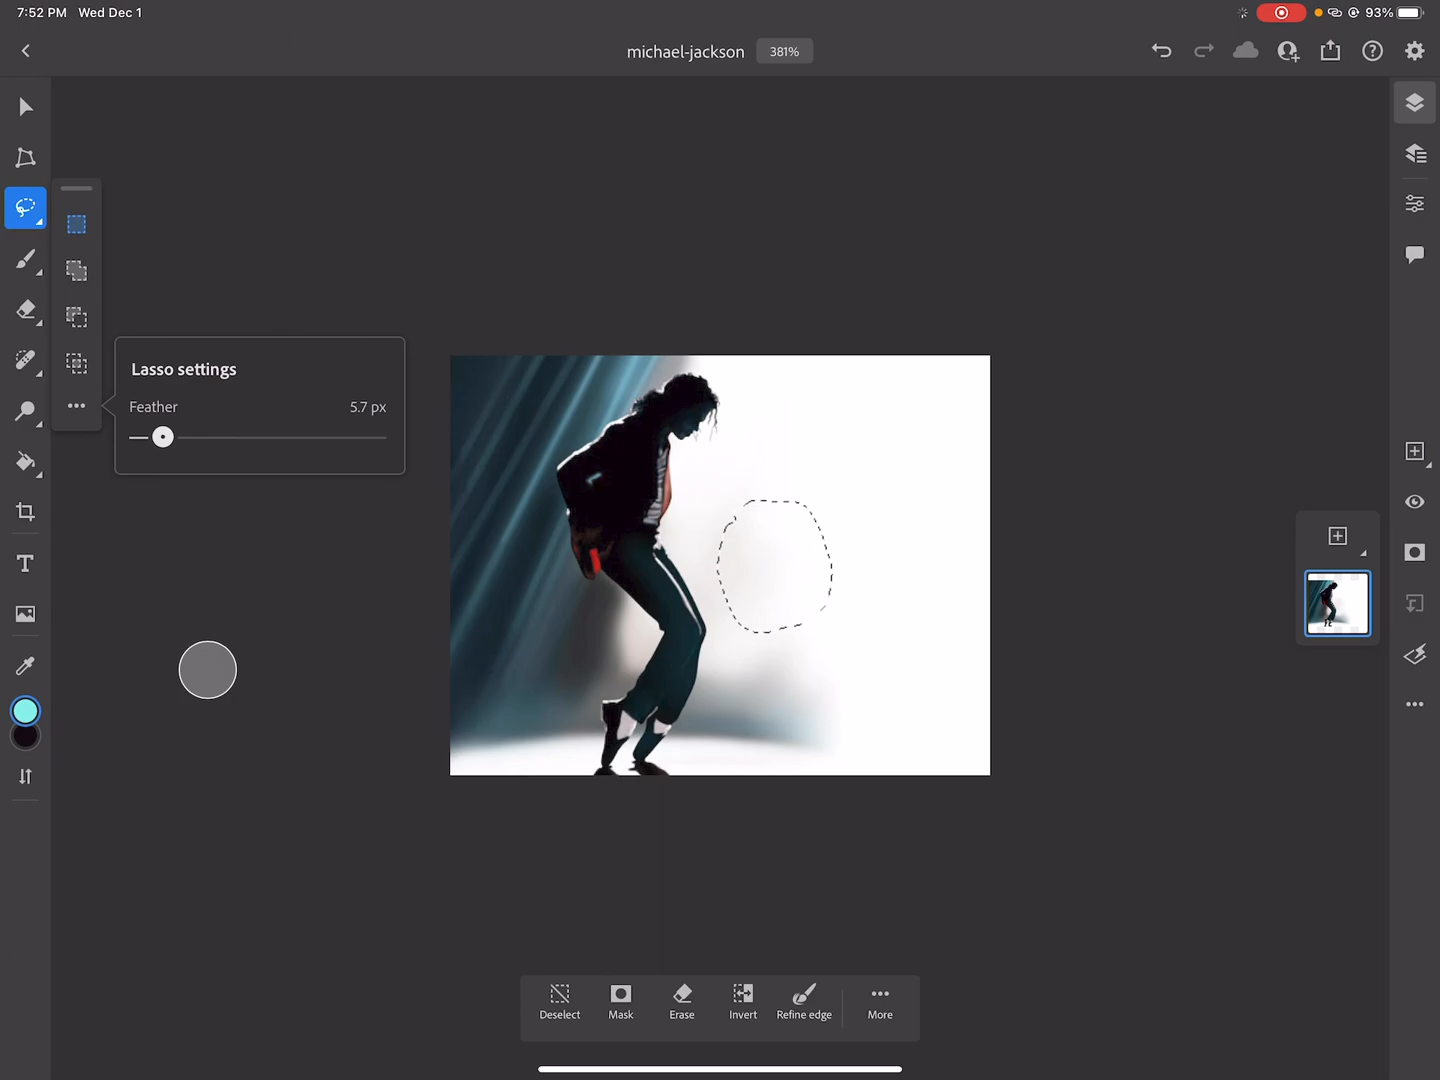 7:52 PM Wed Dec 1
93%
michael-jackson 381%
Lasso settings
Feather 5.7 px
T
Deselect Mask Erase Invert Refine edge More